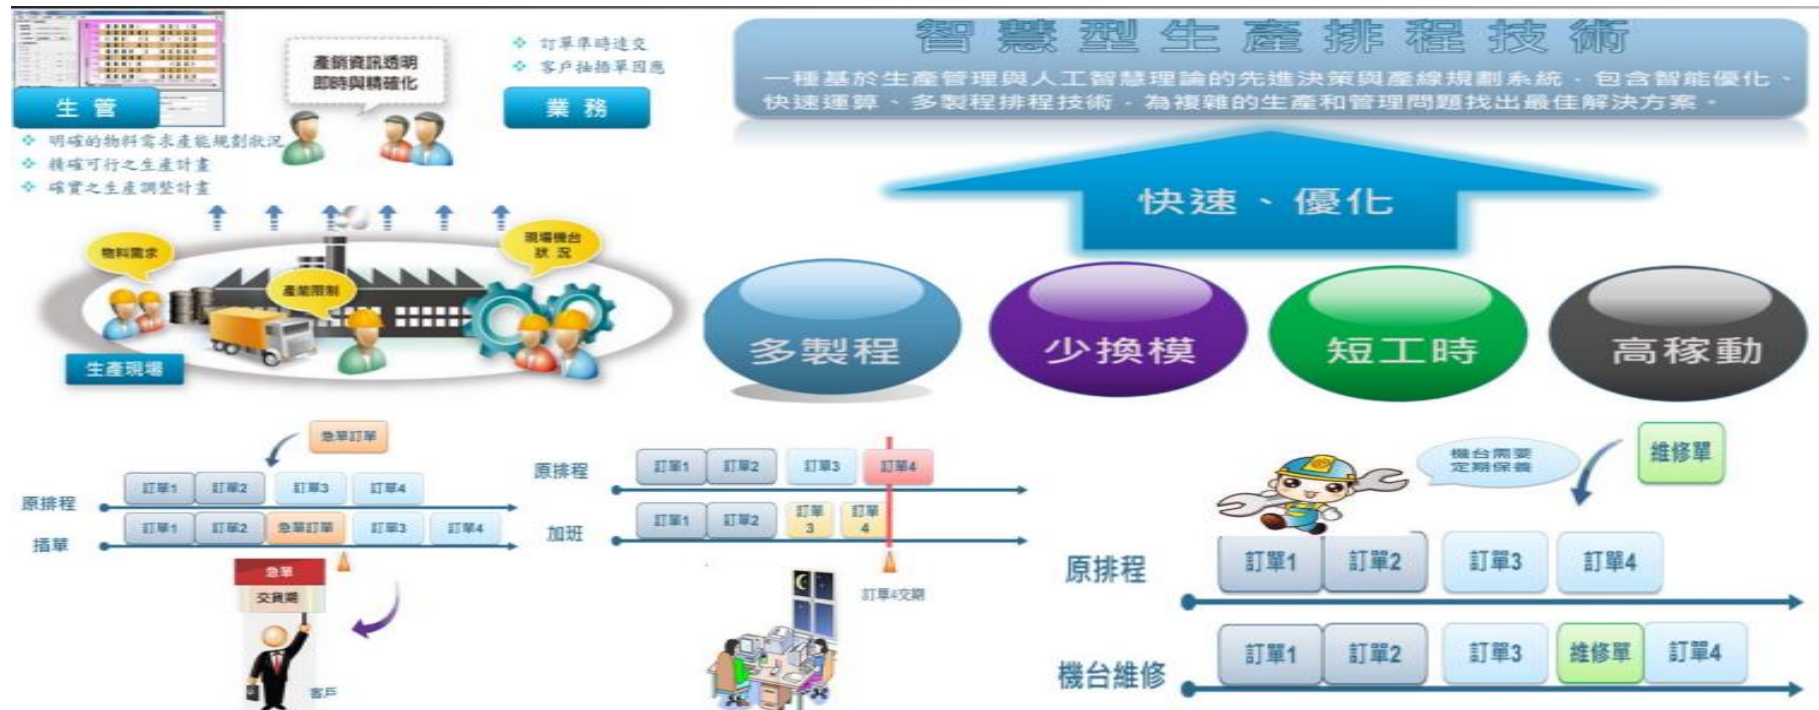 產銷資訊透明
即時與精確化
生管
明確的物料需求產能規劃狀況
精確可行之生產計畫
確實之生產調整計畫
業務
訂單準時達交
客戶抽插單因應
物料需求
產能限制
現場機台
狀況
生產現場
智慧型生產排程技術
一種基於生產管理與人工智慧理論的先進決策與產線規劃系統，包含智能優化、
快速運算、多製程排程技術，為複雜的生產和管理問題找出最佳解決方案。
快速、優化
多製程
少換模
短工時
高稼動
急單訂單
原排程
訂單1
訂單2
訂單3
訂單4
插單
訂單1
訂單2
急單訂單
訂單3
訂單4
急單
交貨期
客戶
原排程
訂單1
訂單2
訂單3
訂單4
加班
訂單1
訂單2
訂單
3
訂單
4
訂單4交期
機台需要
定期保養
維修單
原排程
訂單1
訂單2
訂單3
訂單4
機台維修
訂單1
訂單2
訂單3
維修單
訂單4